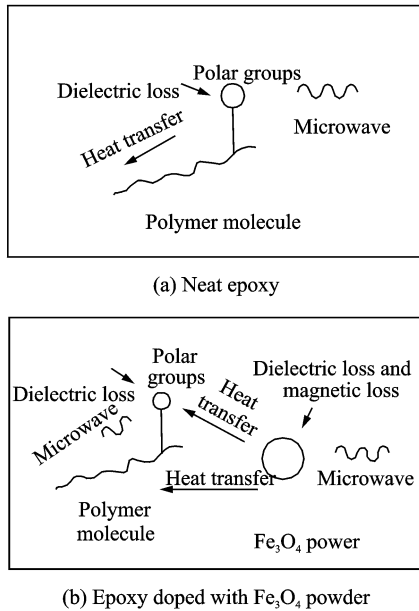 Polar groups
Dielectric loss
Microwave
Heat transfer
Polymer molecule
(a) Neat epoxy
Polar
groups
Dielectric loss and
magnetic loss
Dielectric loss
Heat
transfer
Microwave
Heat transfer
Microwave
Polymer
molecule
Fe₃O₄ power
(b) Epoxy doped with Fe₃O₄ powder